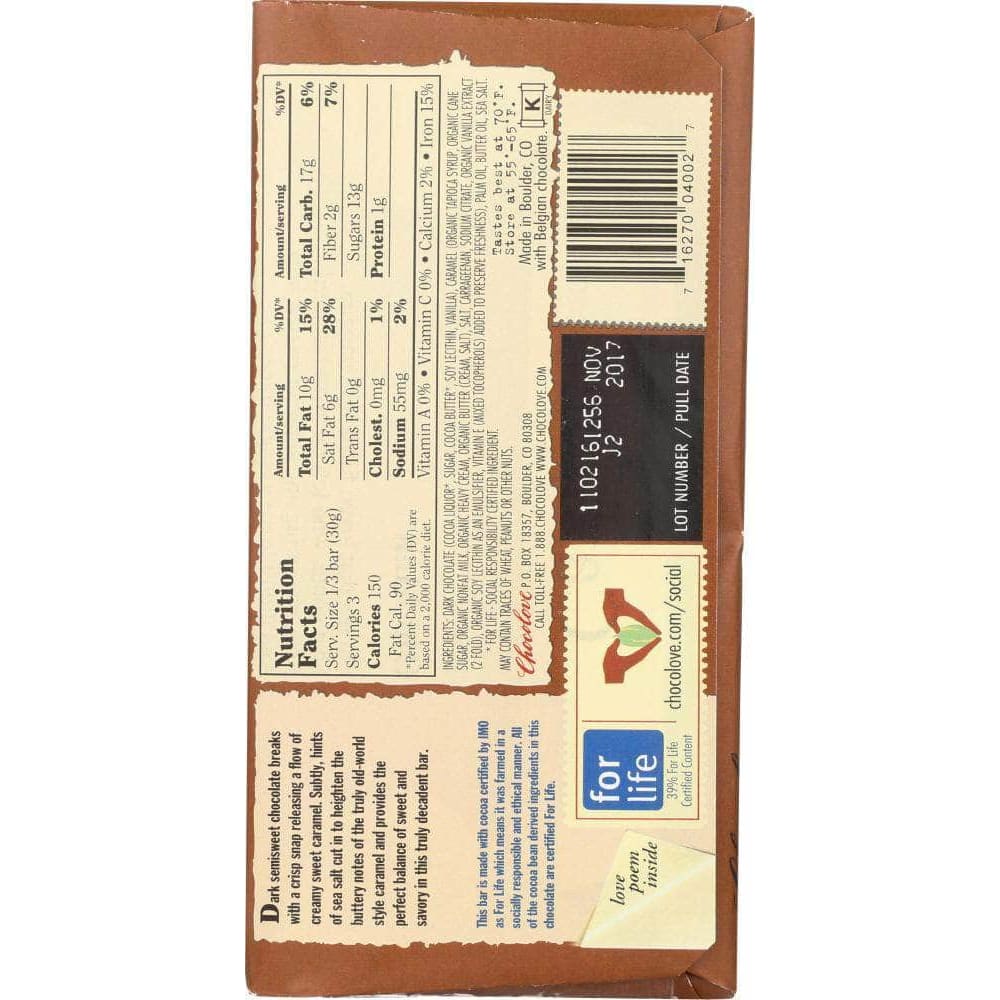 Dark semisweet chocolate breaks
with a crisp snap releasing a flow of
creamy sweet caramel. Subtly, hints
of sea salt cut in to heighten the
buttery notes of the truly old-world
style caramel and provides the
perfect balance of sweet and
savory in this truly decadent bar.
This bar is made with cocoa certified by IMO
as For Life which means it was farmed in a
socially responsible and ethical manner. All
of the cocoa bean derived ingredients in this
chocolate are certified For Life.
love
poem
inside
Nutrition
Facts
Serv. Size 1/3 bar (30g)
Servings 3
Calories 150
Fat Cal. 90
*Percent Daily Values (DV) are
based on a 2,000 calorie diet.
Amount/serving %DV* Amount/serving %DV*
Total Fat 10g 15% Total Carb. 17g 6%
Sat Fat 6g 28% Fiber 2g 7%
Trans Fat 0g Sugars 13g
Cholest. 0mg 1% Protein 1g
Sodium 55mg 2%
Vitamin A 0% • Vitamin C 0% • Calcium 2% • Iron 15%
INGREDIENTS: DARK CHOCOLATE (COCOA LIQUOR*, SUGAR, COCOA BUTTER*, SOY LECITHIN, VANILLA), CARAMEL (ORGANIC TAPIOCA SYRUP, ORGANIC CANE
SUGAR, ORGANIC NONFAT MILK, ORGANIC HEAVY CREAM, ORGANIC BUTTER (CREAM, SALT), SALT, CARRAGEENAN, SODIUM CITRATE, ORGANIC VANILLA EXTRACT
(2 FOLD), ORGANIC SOY LECITHIN AS AN EMULSIFIER, VITAMIN E (MIXED TOCOPHEROLS) ADDED TO PRESERVE FRESHNESS), PALM OIL, BUTTER OIL, SEA SALT.
*FOR LIFE - SOCIAL RESPONSIBILITY CERTIFIED INGREDIENT.
MAY CONTAIN TRACES OF WHEAT, PEANUTS OR OTHER NUTS.
Chocolove P.O. BOX 18357, BOULDER, CO 80308
CALL TOLL-FREE 1.888.CHOCOLOVE WWW.CHOCOLOVE.COM
Tastes best at 70°F.
Store at 55°-65°F.
Made in Boulder, CO
with Belgian chocolate.
K
DAIRY
for
life
39% For Life
Certified Content
chocolove.com/social
1102161256 NOV
J2 2017
LOT NUMBER / PULL DATE
7 16270 04002 7